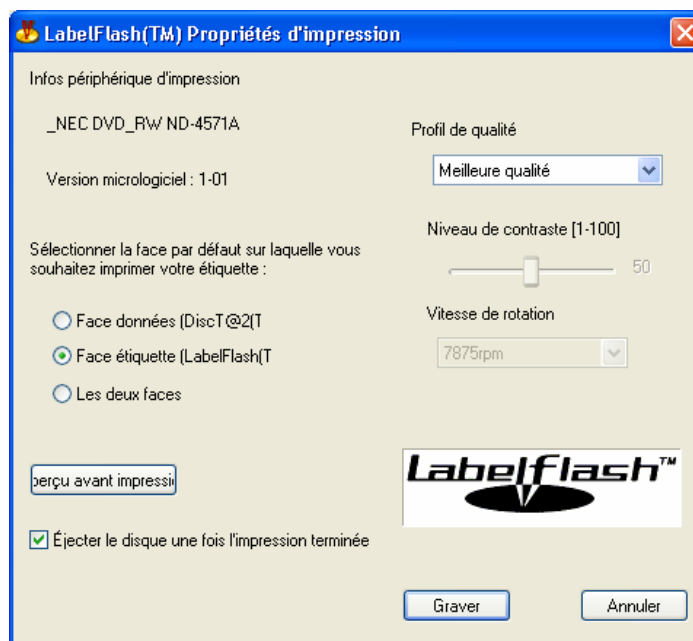 LabelFlash(TM) Propriétés d'impression
Infos périphérique d'impression
_NEC DVD_RW ND-4571A
Version micrologiciel : 1-01
Sélectionner la face par défaut sur laquelle vous
souhaitez imprimer votre étiquette :
Face données (DiscT@2(T
Face étiquette (LabelFlash(T
Les deux faces
perçu avant impressi
Éjecter le disque une fois l'impression terminée
Profil de qualité
Meilleure qualité
Niveau de contraste [1-100]
50
Vitesse de rotation
7875rpm
Labelflash™
Graver
Annuler